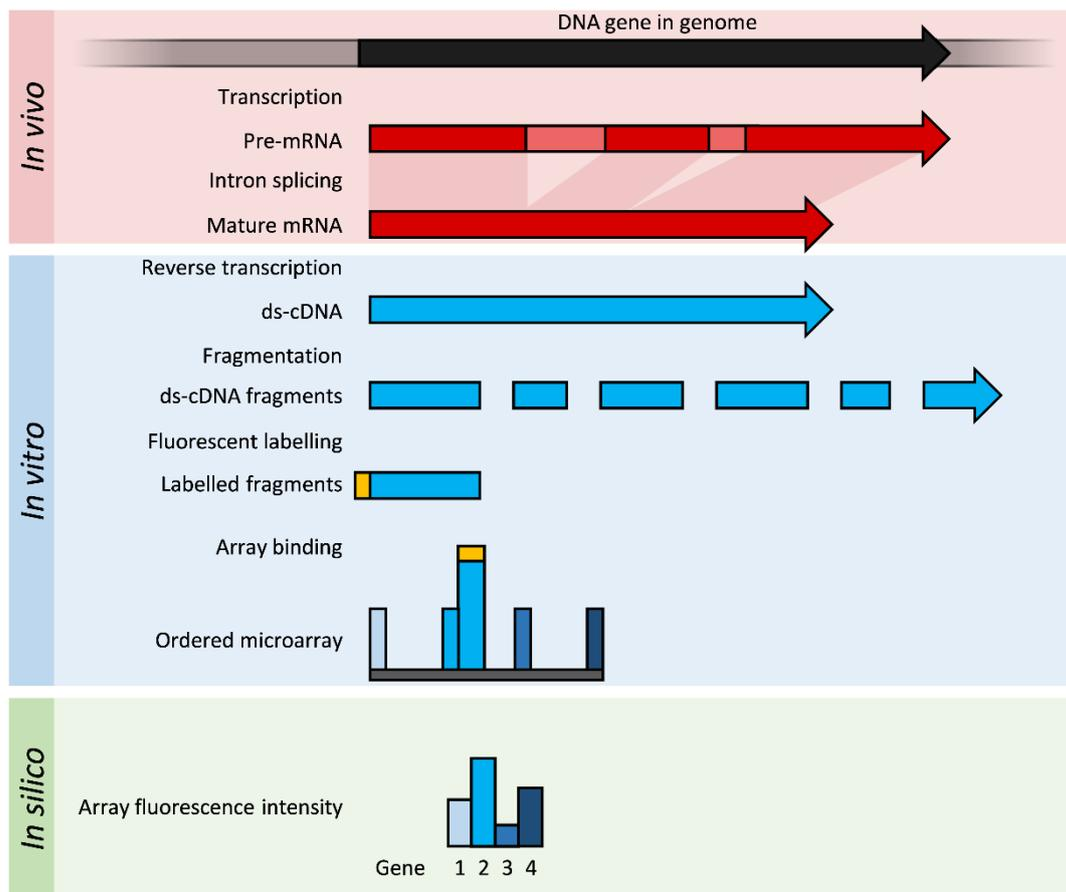 In vivo
DNA gene in genome
Transcription
Pre-mRNA
Intron splicing
Mature mRNA
In vitro
Reverse transcription
ds-cDNA
Fragmentation
ds-cDNA fragments
Fluorescent labelling
Labelled fragments
Array binding
Ordered microarray
In silico
Array fluorescence intensity
Gene 1 2 3 4